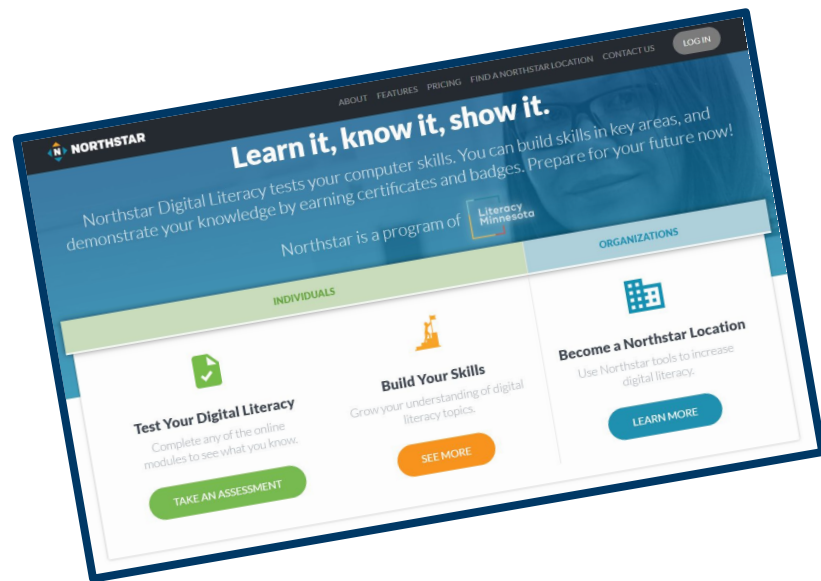 ABOUT FEATURES PRICING FIND A NORTHSTAR LOCATION CONTACT US LOG IN
N NORTHSTAR
Learn it, know it, show it.
Northstar Digital Literacy tests your computer skills. You can build skills in key areas, and
demonstrate your knowledge by earning certificates and badges. Prepare for your future now!
Northstar is a program of Literacy
Minnesota
INDIVIDUALS
ORGANIZATIONS
Test Your Digital Literacy
Complete any of the online
modules to see what you know.
TAKE AN ASSESSMENT
Build Your Skills
Grow your understanding of digital
literacy topics.
SEE MORE
Become a Northstar Location
Use Northstar tools to increase
digital literacy.
LEARN MORE